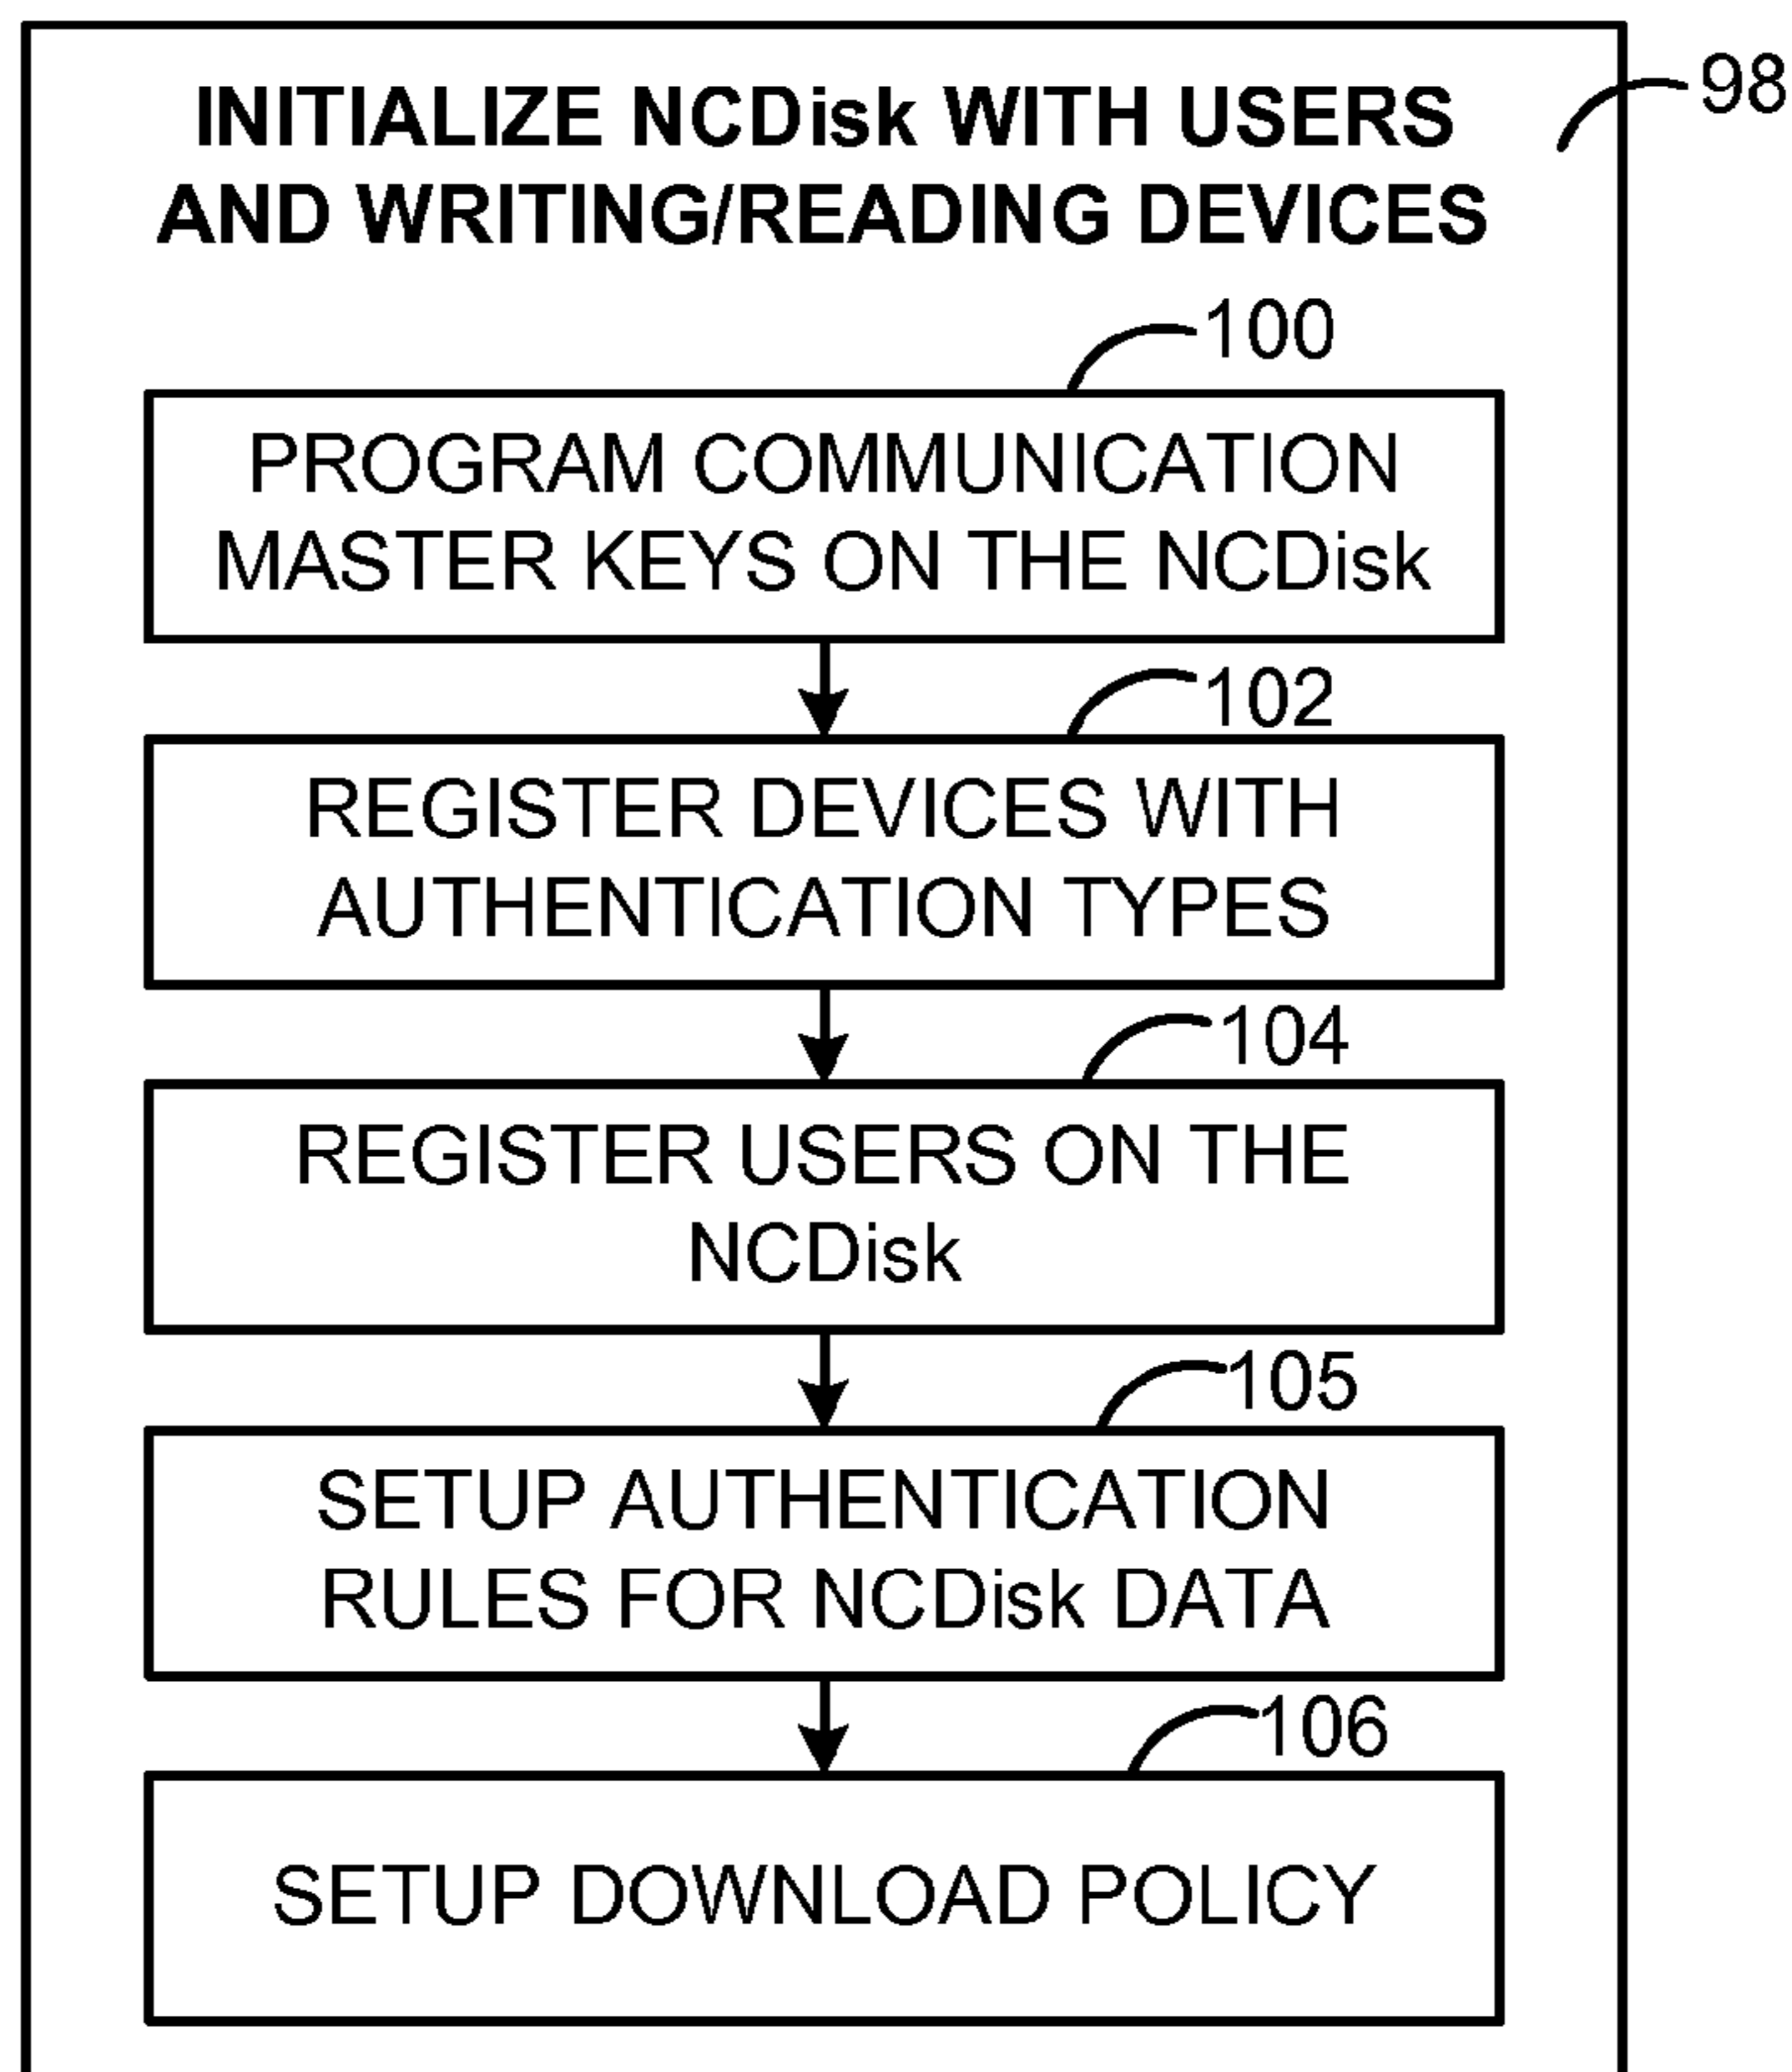 INITIALIZE NCDisk WITH USERS
AND WRITING/READING DEVICES
98
100
PROGRAM COMMUNICATION
MASTER KEYS ON THE NCDisk
102
REGISTER DEVICES WITH
AUTHENTICATION TYPES
104
REGISTER USERS ON THE
NCDisk
105
SETUP AUTHENTICATION
RULES FOR NCDisk DATA
106
SETUP DOWNLOAD POLICY